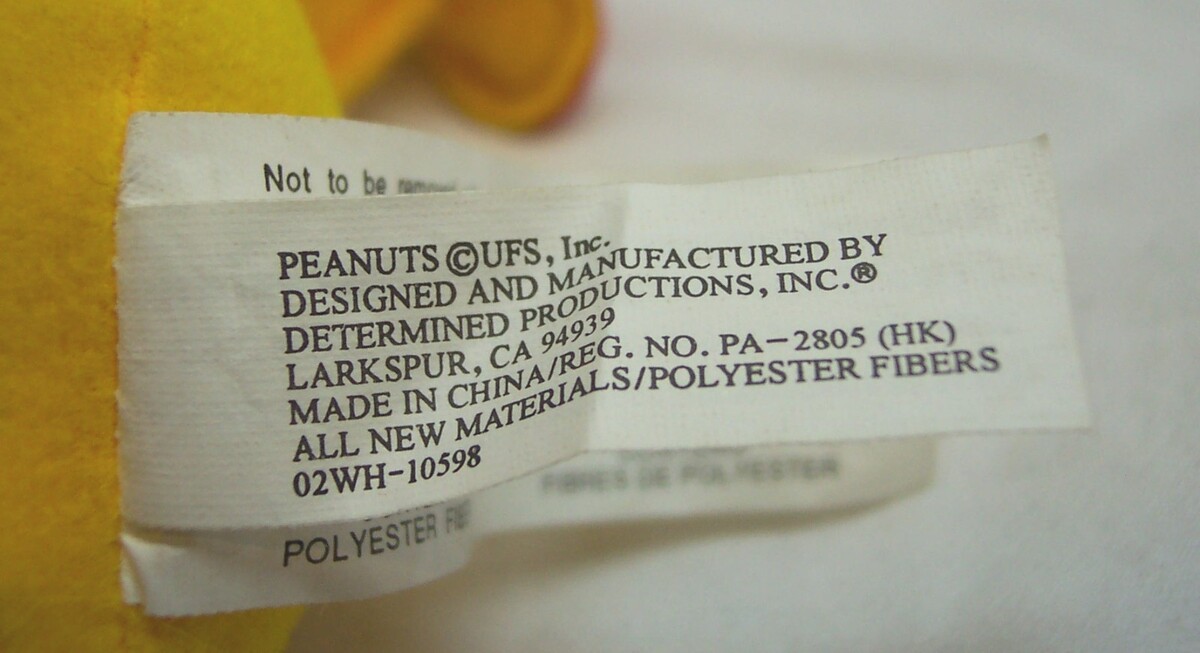 Not to be
PEANUTS ©UFS, Inc.
DESIGNED AND MANUFACTURED BY
DETERMINED PRODUCTIONS, INC.®
LARKSPUR, CA 94939
MADE IN CHINA/REG. NO. PA-2805 (HK)
ALL NEW MATERIALS/POLYESTER FIBERS
02WH-10598
FIBRES DE POLYESTER
POLYESTER